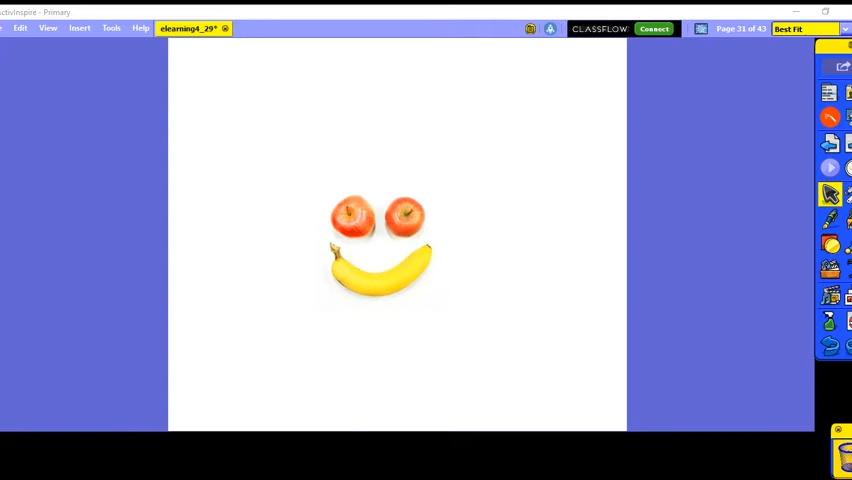 ActivInspire - Primary
Edit View Insert Tools Help
elearning4_29*
CLASSFLOW Connect
Page 31 of 43
Best Fit